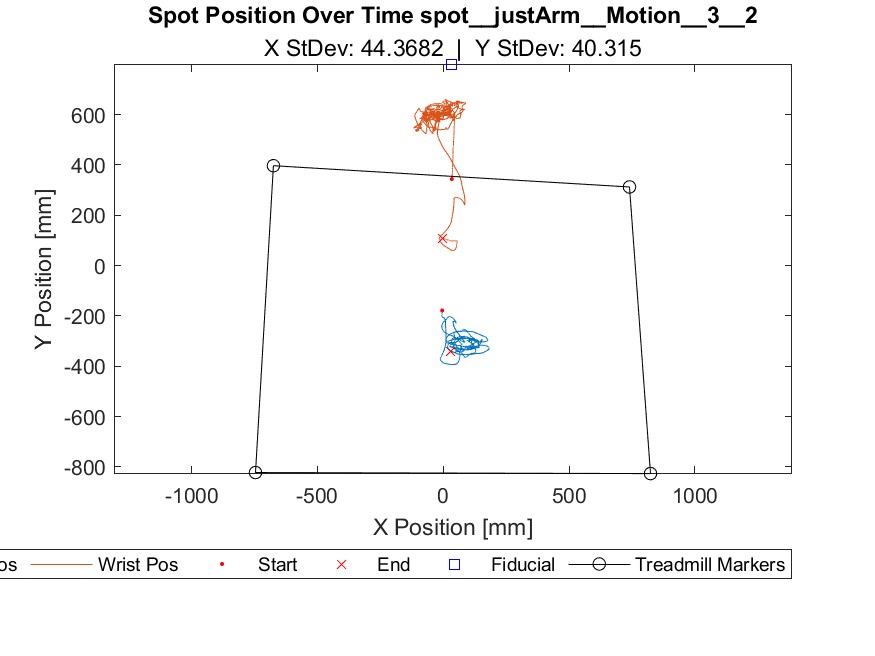 Spot Position Over Time spot__justArm__Motion__3__2
X StDev: 44.3682 | Y StDev: 40.315
600
400
200
0
-200
-400
-600
-800
Y Position [mm]
-1000 -500 0 500 1000
X Position [mm]
os Wrist Pos Start End Fiducial Treadmill Markers